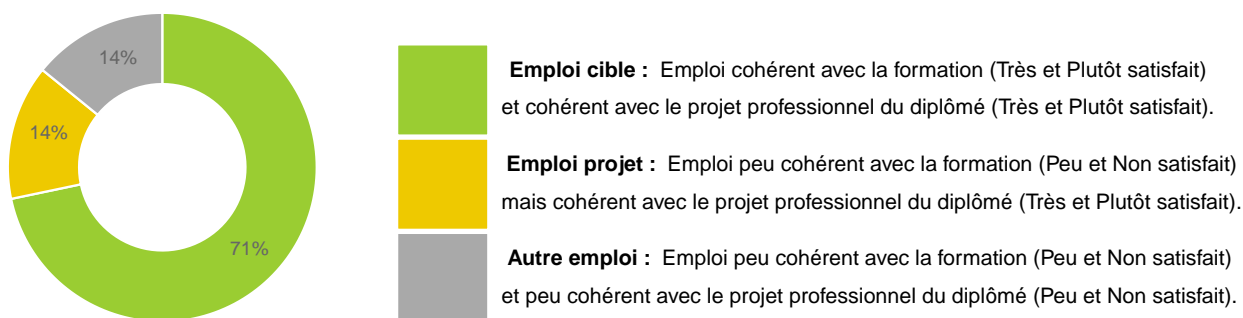 14%
14%
71%
Emploi cible : Emploi cohérent avec la formation (Très et Plutôt satisfait)
et cohérent avec le projet professionnel du diplômé (Très et Plutôt satisfait).
Emploi projet : Emploi peu cohérent avec la formation (Peu et Non satisfait)
mais cohérent avec le projet professionnel du diplômé (Très et Plutôt satisfait).
Autre emploi : Emploi peu cohérent avec la formation (Peu et Non satisfait)
et peu cohérent avec le projet professionnel du diplômé (Peu et Non satisfait).